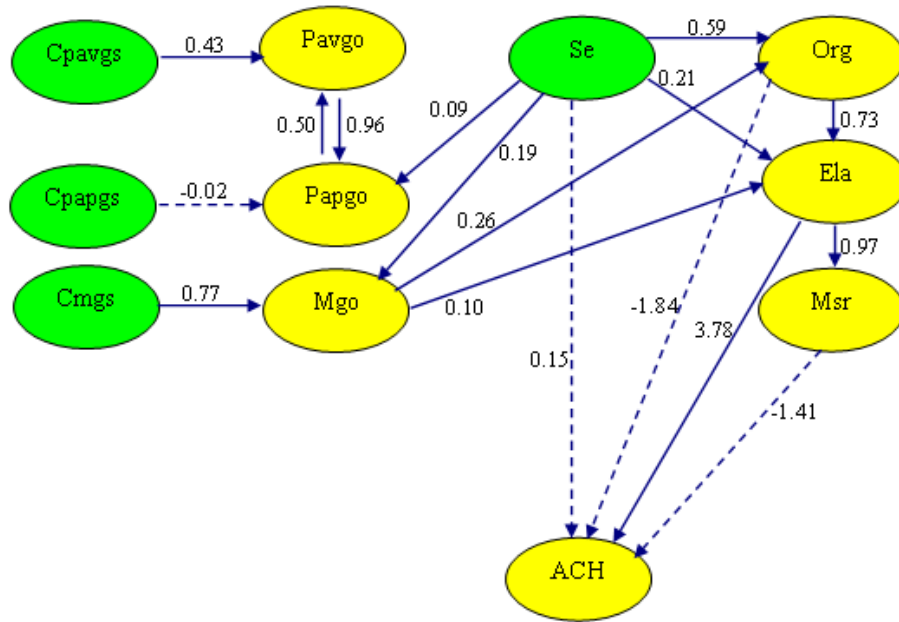 Cpavgs
0.43
Pavgo
Se
0.59
Org
0.21
0.50
0.96
0.09
0.73
Cpapgs
-0.02
Papgo
0.19
Ela
0.26
0.97
Cmgs
0.77
Mgo
0.10
-1.84
3.78
Msr
0.15
-1.41
ACH